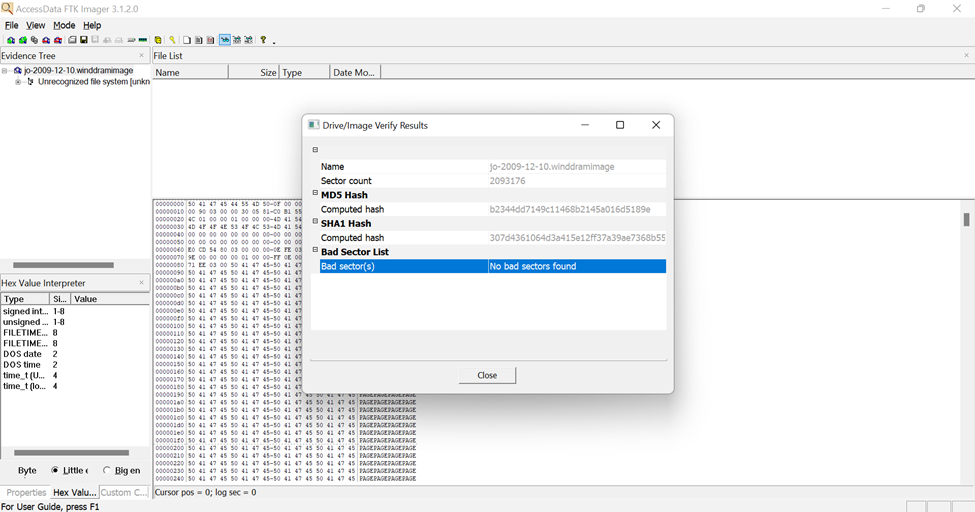 AccessData FTK Imager 3.1.2.0
File View Mode Help
Evidence Tree
jo-2009-12-10.winddramimage
Unrecognized file system [unkn
File List
Name Size Type Date Mo...
Drive/Image Verify Results
Name jo-2009-12-10.winddramimage
Sector count 2093176
MD5 Hash
Computed hash b2344dd7149c11468b2145a016d5189e
SHA1 Hash
Computed hash 307d4361064d3a415e12ff37a39ae7368b55
Bad Sector List
Bad sector(s) No bad sectors found
Close
00000000 50 41 47 45 44 55 4D 50-0F 00 00
00000010 00 90 03 00 00 30 05 81-C0 B1 55
00000020 4C 01 00 00 01 00 00 00-4D 41 54
00000030 4D 4F 4F 4E 53 4F 4C 53-4D 41 54
00000040 00 00 00 00 00 00 00 00-00 00 00
00000050 00 00 00 00 00 00 00 00-00 00 00
00000060 E0 CD 54 80 03 00 00 00-0E FE 03
00000070 9E 00 00 00 00 01 00 00-FF 0E 00
00000080 71 EE 03 00 50 41 47 45-50 41 47
00000090 50 41 47 45 50 41 47 45-50 41 47
000000a0 50 41 47 45 50 41 47 45-50 41 47
000000b0 50 41 47 45 50 41 47 45-50 41 47
000000c0 50 41 47 45 50 41 47 45-50 41 47
000000d0 50 41 47 45 50 41 47 45-50 41 47
000000e0 50 41 47 45 50 41 47 45-50 41 47
000000f0 50 41 47 45 50 41 47 45-50 41 47
00000100 50 41 47 45 50 41 47 45-50 41 47
00000110 50 41 47 45 50 41 47 45-50 41 47
00000120 50 41 47 45 50 41 47 45-50 41 47
00000130 50 41 47 45 50 41 47 45-50 41 47
00000140 50 41 47 45 50 41 47 45-50 41 47
00000150 50 41 47 45 50 41 47 45-50 41 47
00000160 50 41 47 45 50 41 47 45-50 41 47
00000170 50 41 47 45 50 41 47 45-50 41 47
00000180 50 41 47 45 50 41 47 45-50 41 47
00000190 50 41 47 45 50 41 47 45-50 41 47 45 50 41 47 45 PAGEPAGEPAGEPAGE
000001a0 50 41 47 45 50 41 47 45-50 41 47 45 50 41 47 45 PAGEPAGEPAGEPAGE
000001b0 50 41 47 45 50 41 47 45-50 41 47 45 50 41 47 45 PAGEPAGEPAGEPAGE
000001c0 50 41 47 45 50 41 47 45-50 41 47 45 50 41 47 45 PAGEPAGEPAGEPAGE
000001d0 50 41 47 45 50 41 47 45-50 41 47 45 50 41 47 45 PAGEPAGEPAGEPAGE
000001e0 50 41 47 45 50 41 47 45-50 41 47 45 50 41 47 45 PAGEPAGEPAGEPAGE
000001f0 50 41 47 45 50 41 47 45-50 41 47 45 50 41 47 45 PAGEPAGEPAGEPAGE
00000200 50 41 47 45 50 41 47 45-50 41 47 45 50 41 47 45 PAGEPAGEPAGEPAGE
00000210 50 41 47 45 50 41 47 45-50 41 47 45 50 41 47 45 PAGEPAGEPAGEPAGE
00000220 50 41 47 45 50 41 47 45-50 41 47 45 50 41 47 45 PAGEPAGEPAGEPAGE
00000230 50 41 47 45 50 41 47 45-50 41 47 45 50 41 47 45 PAGEPAGEPAGEPAGE
00000240 50 41 47 45 50 41 47 45-50 41 47 45 50 41 47 45 PAGEPAGEPAGEPAGE
Hex Value Interpreter
Type Si... Value
signed int... 1-8
unsigned ... 1-8
FILETIME... 8
FILETIME... 8
DOS date 2
DOS time 2
time_t (U... 4
time_t (lo... 4
Byte Little e Big en
Properties Hex Valu... Custom C...
Cursor pos = 0; log sec = 0
For User Guide, press F1